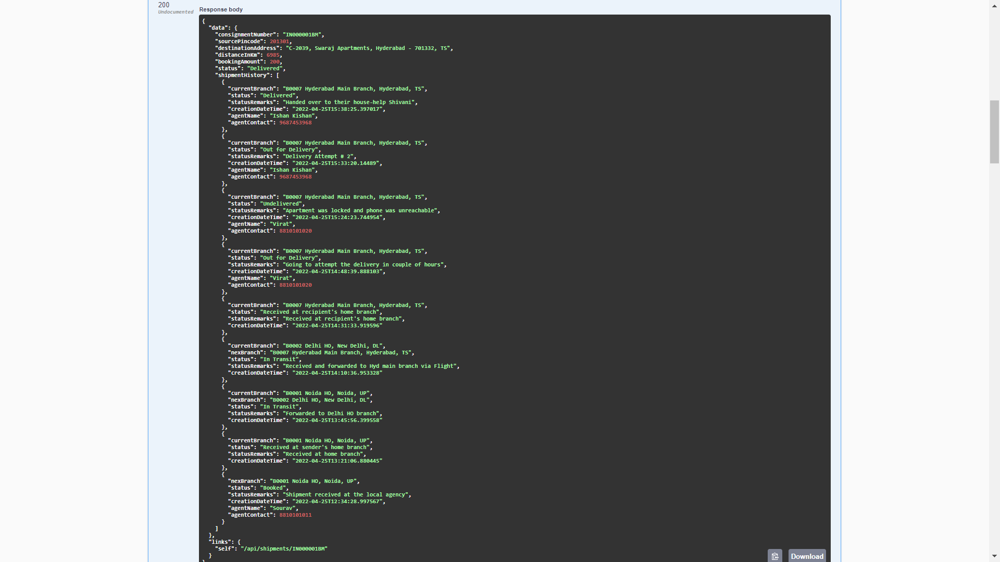 200
Undocumented
Response body
{
  "data": {
    "consignmentNumber": "IN000001BM",
    "sourcePincode": 201301,
    "destinationAddress": "C-2039, Swaraj Apartments, Hyderabad - 701332, TS",
    "distanceInKm": 6985,
    "bookingAmount": 200,
    "status": "Delivered",
    "shipmentHistory": [
      {
        "currentBranch": "B0007 Hyderabad Main Branch, Hyderabad, TS",
        "status": "Delivered",
        "statusRemarks": "Handed over to their house-help Shivani",
        "creationDateTime": "2022-04-25T15:38:25.397017",
        "agentName": "Ishan Kishan",
        "agentContact": 9687453968
      },
      {
        "currentBranch": "B0007 Hyderabad Main Branch, Hyderabad, TS",
        "status": "Out for Delivery",
        "statusRemarks": "Delivery Attempt # 2",
        "creationDateTime": "2022-04-25T15:33:20.14489",
        "agentName": "Ishan Kishan",
        "agentContact": 9687453968
      },
      {
        "currentBranch": "B0007 Hyderabad Main Branch, Hyderabad, TS",
        "status": "Undelivered",
        "statusRemarks": "Apartment was locked and phone was unreachable",
        "creationDateTime": "2022-04-25T15:24:23.744954",
        "agentName": "Virat",
        "agentContact": 8810101020
      },
      {
        "currentBranch": "B0007 Hyderabad Main Branch, Hyderabad, TS",
        "status": "Out for Delivery",
        "statusRemarks": "Going to attempt the delivery in couple of hours",
        "creationDateTime": "2022-04-25T14:48:39.888103",
        "agentName": "Virat",
        "agentContact": 8810101020
      },
      {
        "currentBranch": "B0007 Hyderabad Main Branch, Hyderabad, TS",
        "status": "Received at recipient's home branch",
        "statusRemarks": "Received at recipient's home branch",
        "creationDateTime": "2022-04-25T14:31:33.919596"
      },
      {
        "currentBranch": "B0002 Delhi HO, New Delhi, DL",
        "nexBranch": "B0007 Hyderabad Main Branch, Hyderabad, TS",
        "status": "In Transit",
        "statusRemarks": "Received and forwarded to Hyd main branch via Flight",
        "creationDateTime": "2022-04-25T14:10:36.953328"
      },
      {
        "currentBranch": "B0001 Noida HO, Noida, UP",
        "nexBranch": "B0002 Delhi HO, New Delhi, DL",
        "status": "In Transit",
        "statusRemarks": "Forwarded to Delhi HO branch",
        "creationDateTime": "2022-04-25T13:45:56.399558"
      },
      {
        "currentBranch": "B0001 Noida HO, Noida, UP",
        "status": "Received at sender's home branch",
        "statusRemarks": "Received at home branch",
        "creationDateTime": "2022-04-25T13:21:06.880445"
      },
      {
        "nexBranch": "B0001 Noida HO, Noida, UP",
        "status": "Booked",
        "statusRemarks": "Shipment received at the local agency",
        "creationDateTime": "2022-04-25T12:34:28.997567",
        "agentName": "Sourav",
        "agentContact": 8810101011
      }
    ]
  },
  "links": {
    "self": "/api/shipments/IN000001BM"
  }
Download